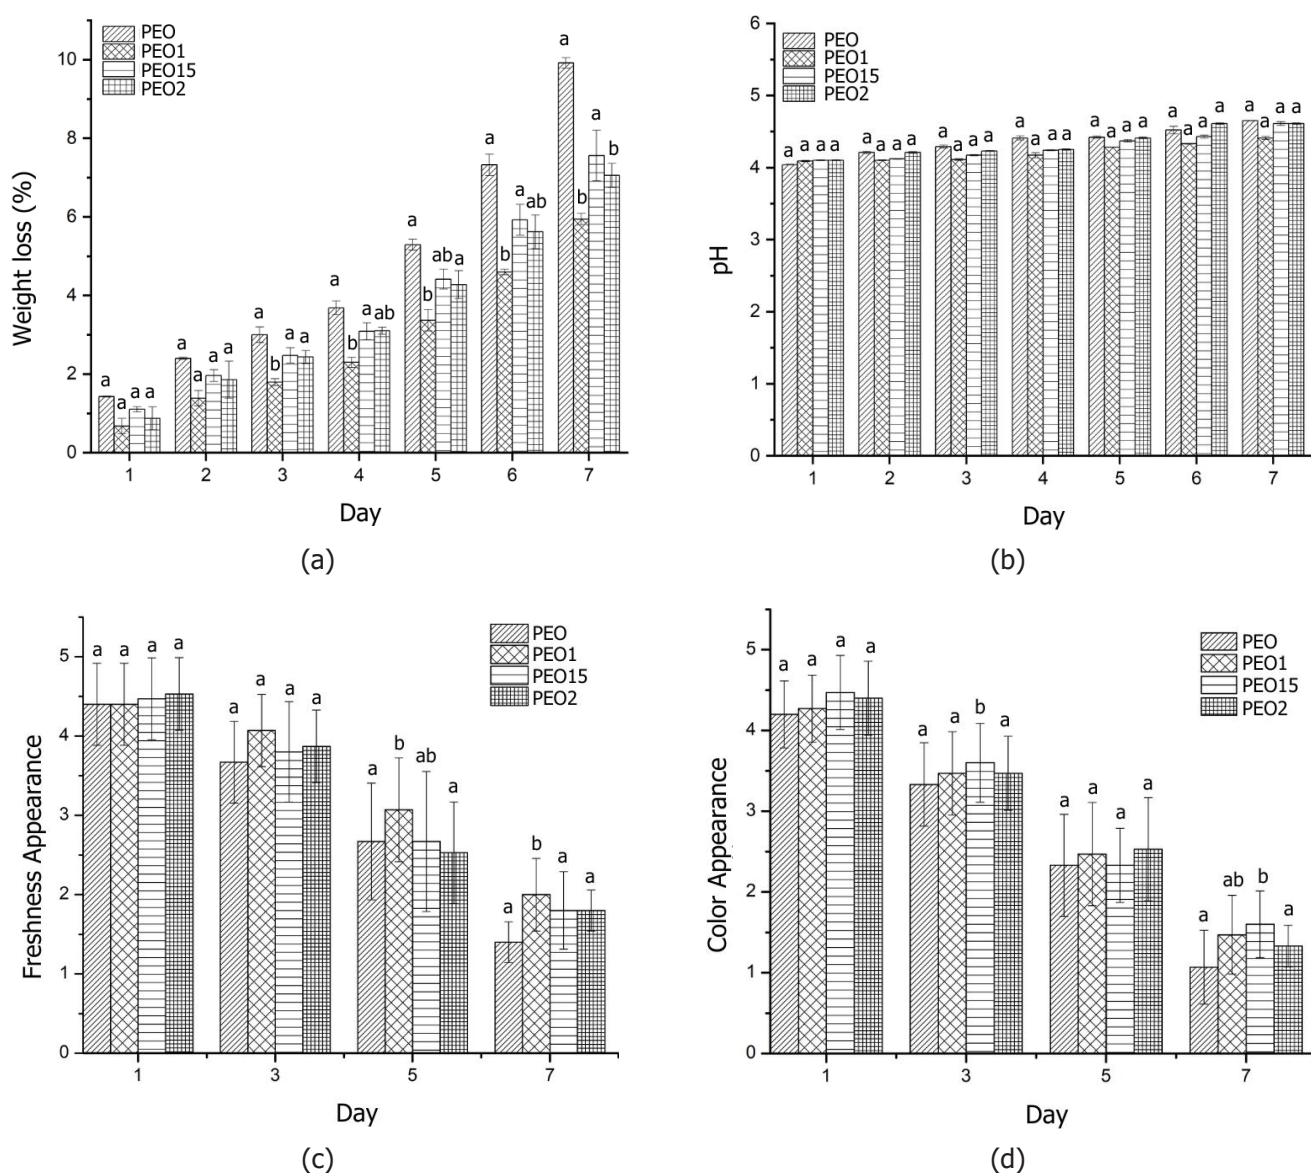 PEO
PEO1
PEO15
PEO2
Weight loss (%)
10
8
6
4
2
0
a a a a
a a a a
a b a a
a b a ab
a b ab a
a b a ab
a b a b
1 2 3 4 5 6 7
Day
(a)
PEO
PEO1
PEO15
PEO2
pH
6
5
4
3
2
1
0
a a a a
a a a a
a a a a
a a a a
a a a a
a a a a
a a a a
1 2 3 4 5 6 7
Day
(b)
PEO
PEO1
PEO15
PEO2
Freshness Appearance
5
4
3
2
1
0
a a a a
a a a a
a b ab a
a b a a
1 3 5 7
Day
(c)
PEO
PEO1
PEO15
PEO2
Color Appearance
5
4
3
2
1
0
a a a a
a a b a
a a a a
a ab b a
1 3 5 7
Day
(d)